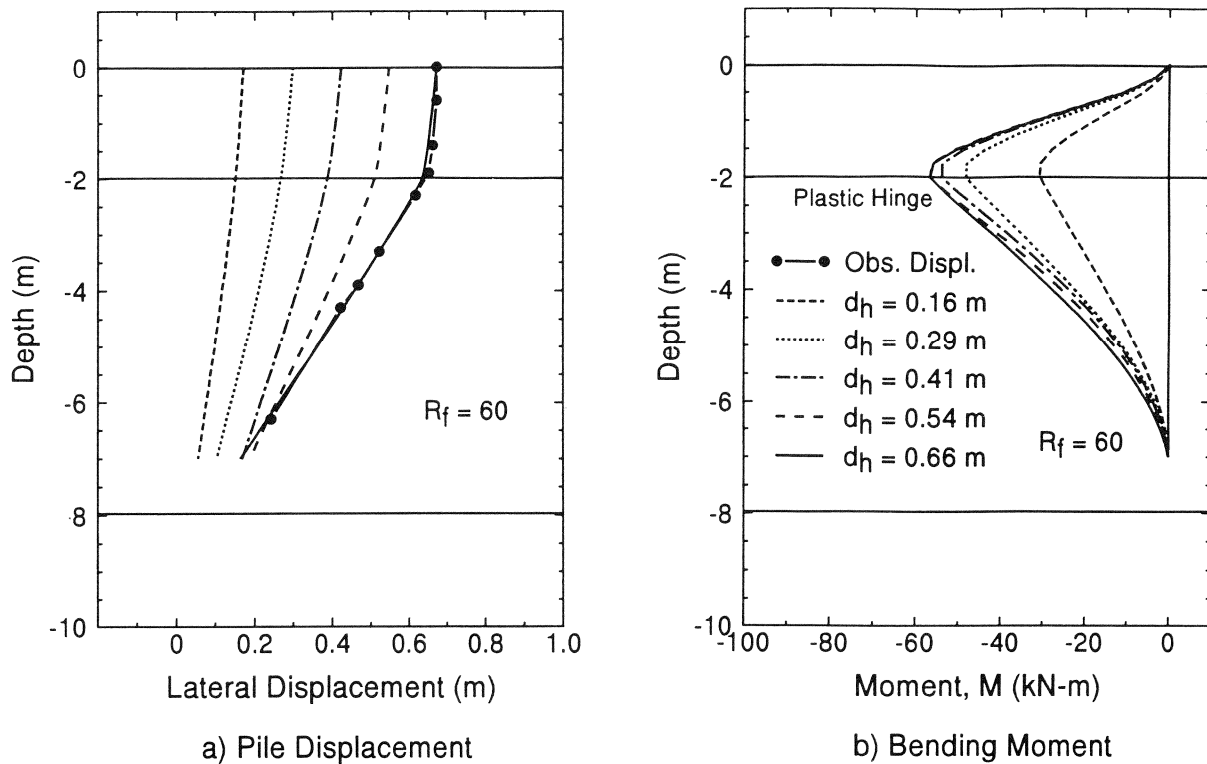 0
-2
-4
-6
-8
-10
Depth (m)
R_f = 60
0 0.2 0.4 0.6 0.8 1.0
Lateral Displacement (m)
a) Pile Displacement
0
-2
-4
-6
-8
-10
Depth (m)
Plastic Hinge
Obs. Displ.
d_h = 0.16 m
d_h = 0.29 m
d_h = 0.41 m
d_h = 0.54 m
d_h = 0.66 m
R_f = 60
-100 -80 -60 -40 -20 0
Moment, M (kN-m)
b) Bending Moment